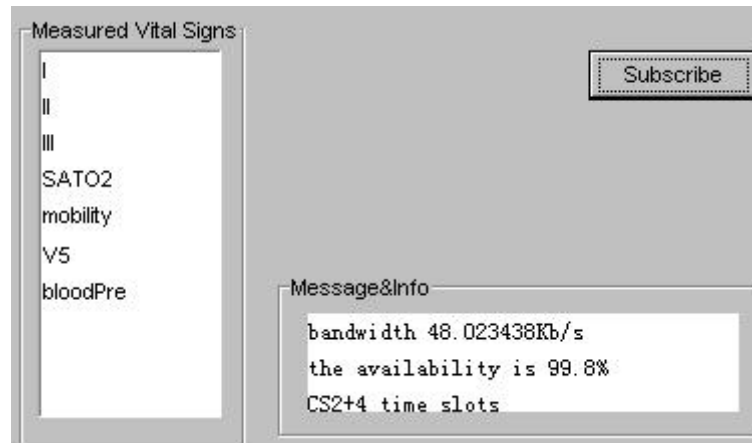 Measured Vital Signs
I
II
III
SATO2
mobility
V5
bloodPre
Subscribe
Message&Info
bandwidth 48.023438Kb/s
the availability is 99.8%
CS2+4 time slots